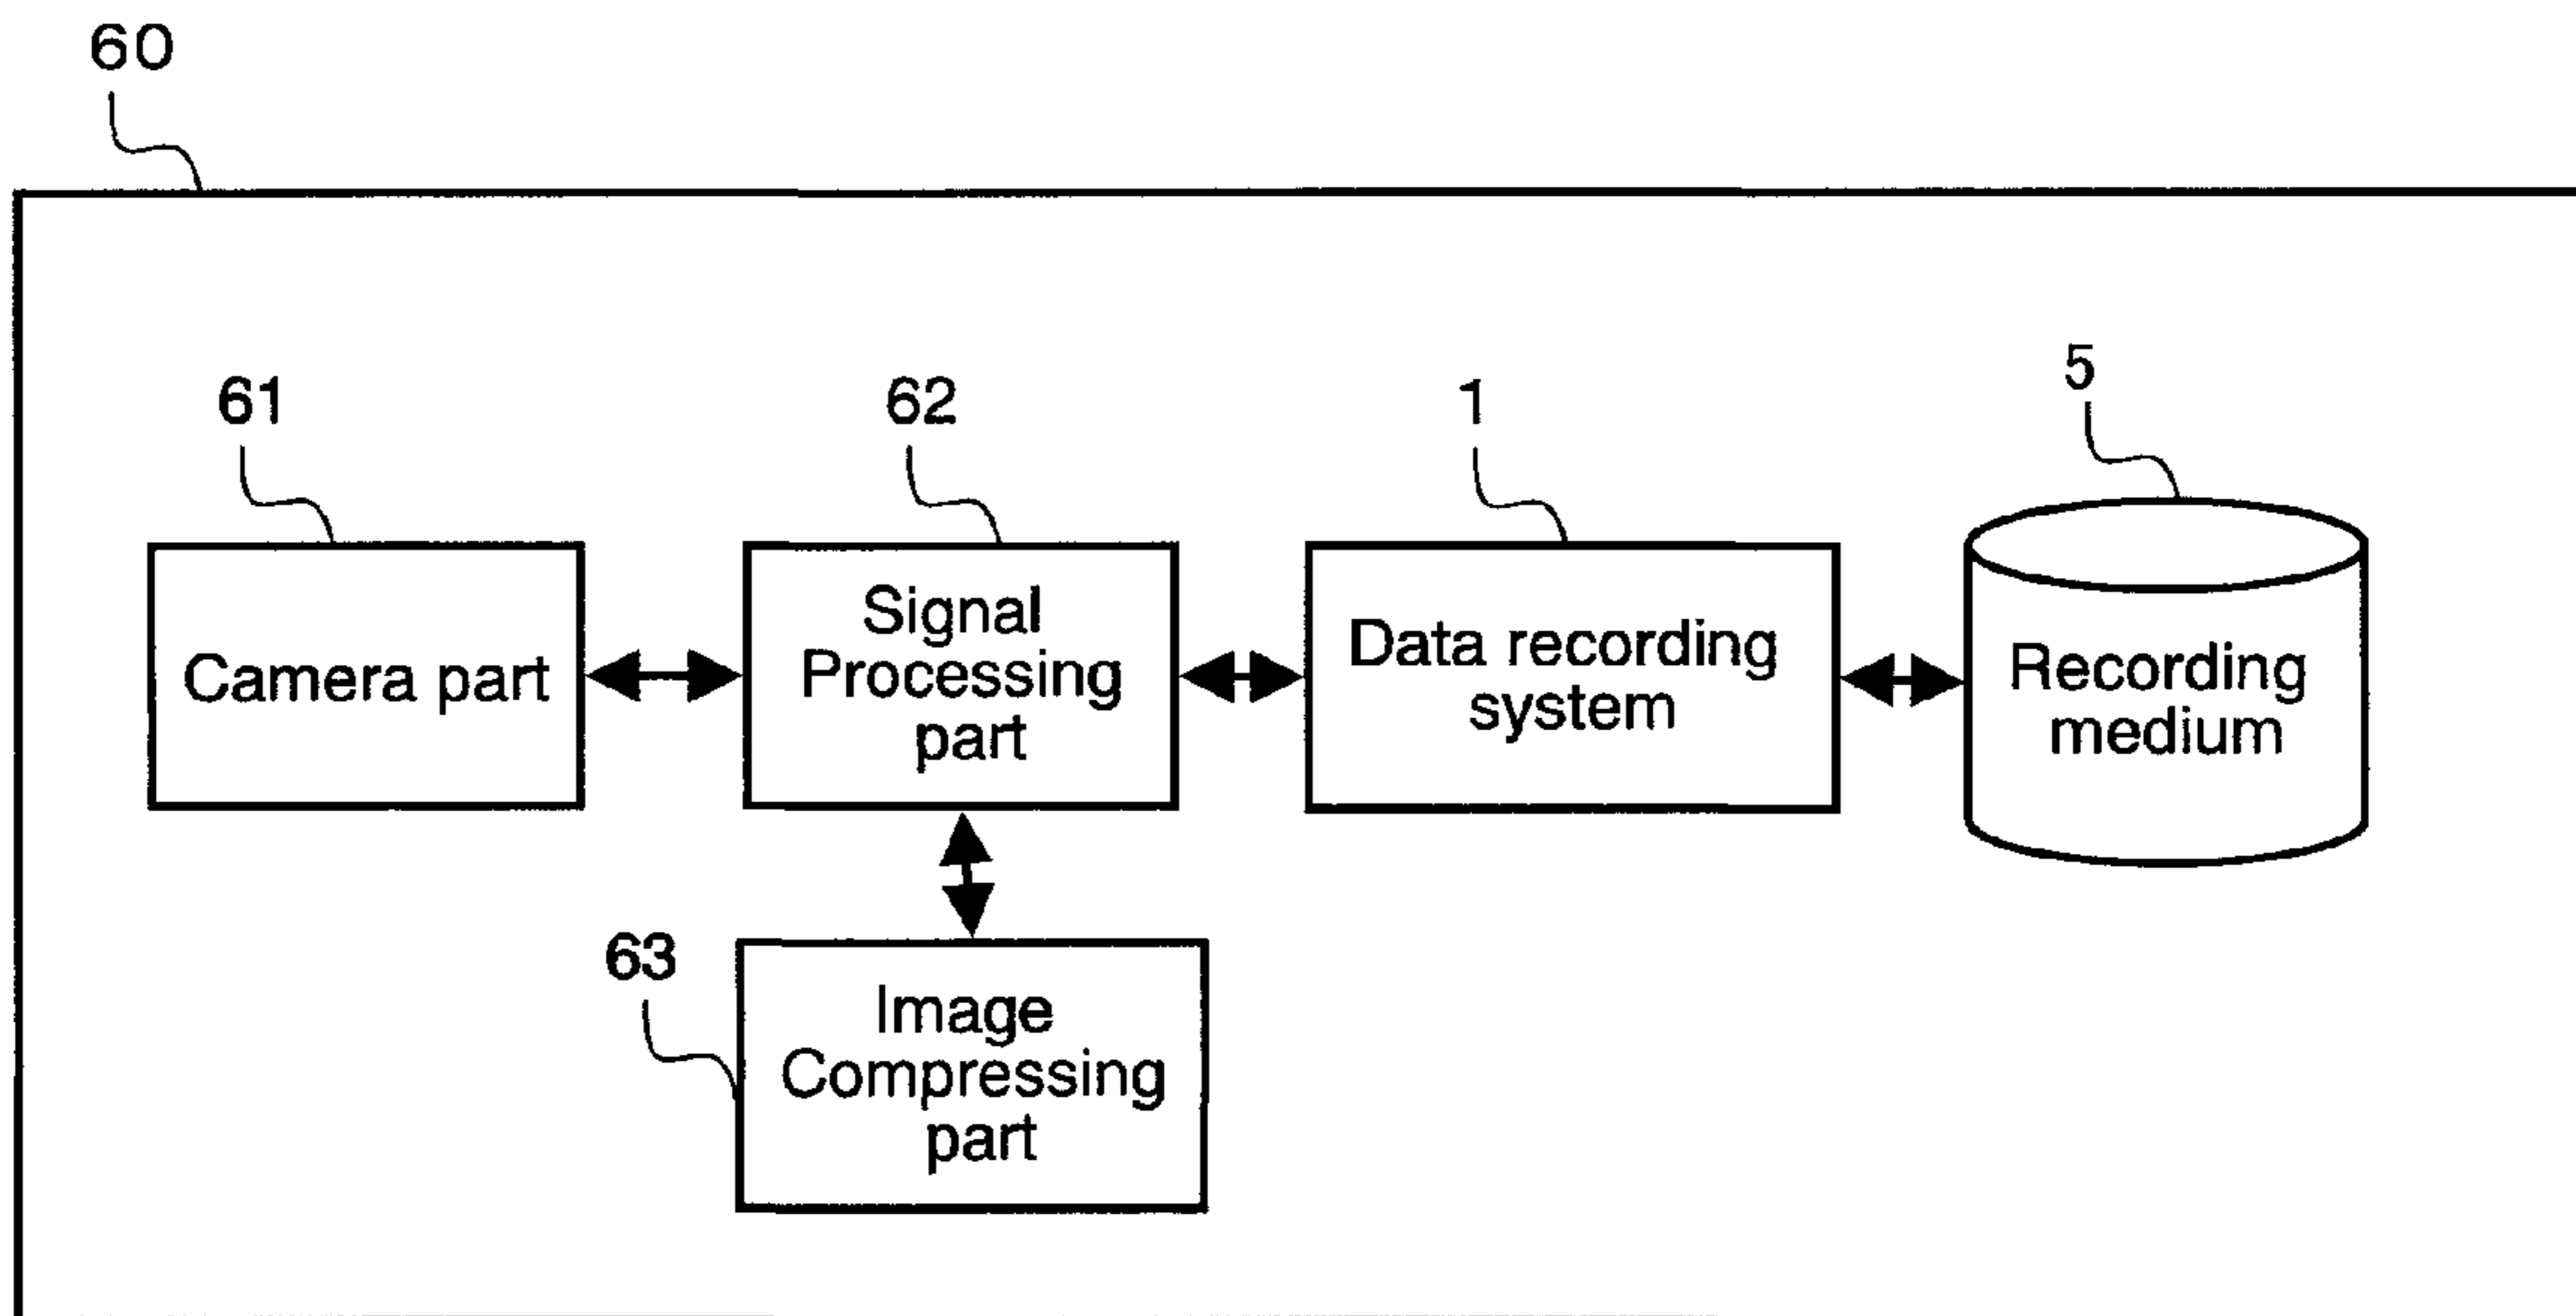 60
61
62
1
5
Camera part
Signal
Processing
part
Data recording
system
Recording
medium
63
Image
Compressing
part